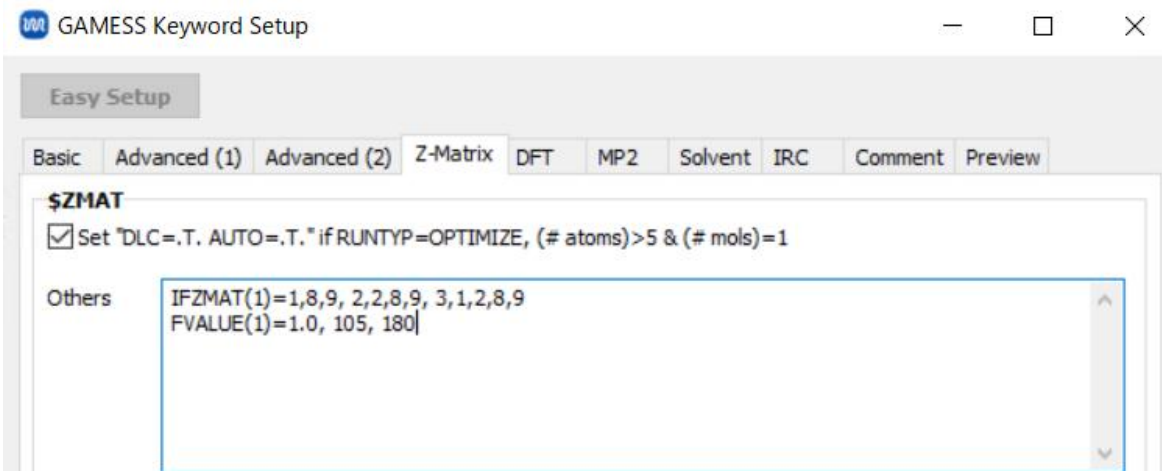 GAMESS Keyword Setup
Easy Setup
Basic Advanced (1) Advanced (2) Z-Matrix DFT MP2 Solvent IRC Comment Preview
$ZMAT
Set "DLC=.T. AUTO=.T." if RUNTYP=OPTIMIZE, (# atoms)>5 & (# mols)=1
Others IFZMAT(1)=1,8,9, 2,2,8,9, 3,1,2,8,9
FVALUE(1)=1.0, 105, 180